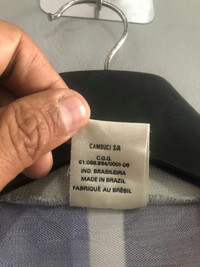 CAMBUCI S/A
C.G.C.
61.088.894/0001-08
IND. BRASILEIRA
MADE IN BRAZIL
FABRIQUÉ AU BRÉSIL